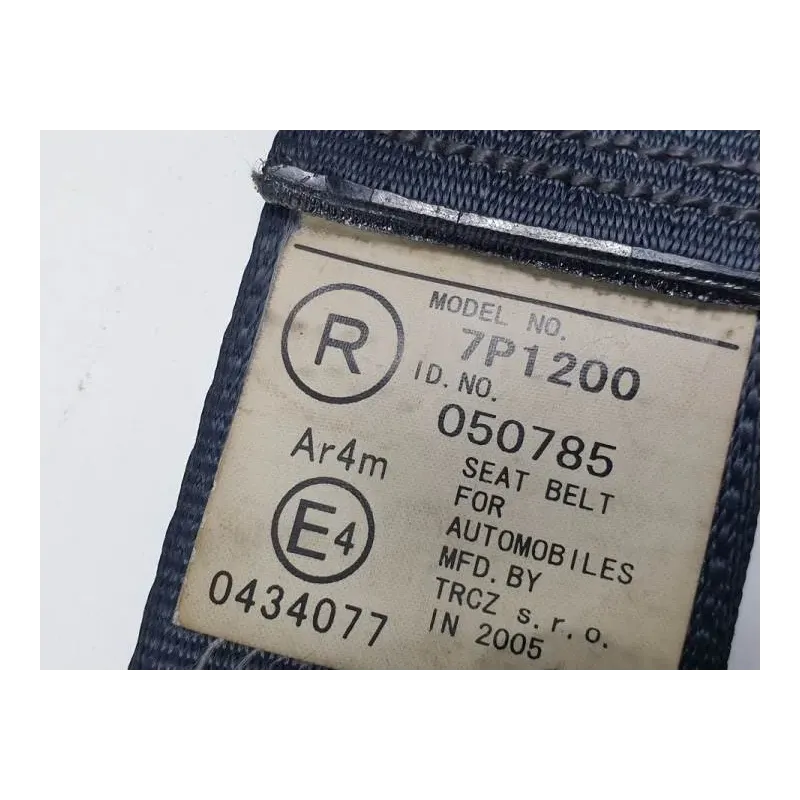 R
MODEL NO.
7P1200
ID.NO.
050785
Ar4m
E4
0434077
SEAT BELT
FOR
AUTOMOBILES
MFD. BY
TRCZ s.r.o.
IN 2005